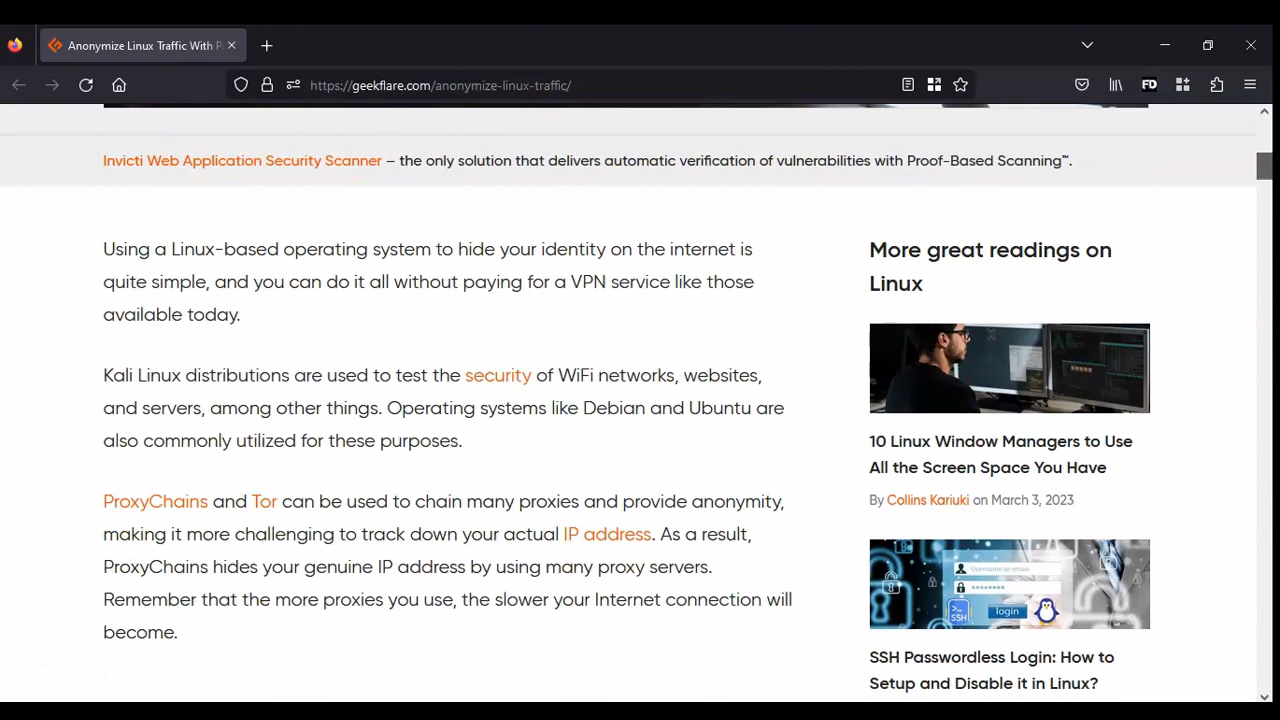 Anonymize Linux Traffic With P
https://geekflare.com/anonymize-linux-traffic/
FD
Invicti Web Application Security Scanner – the only solution that delivers automatic verification of vulnerabilities with Proof-Based Scanning™.
Using a Linux-based operating system to hide your identity on the internet is
quite simple, and you can do it all without paying for a VPN service like those
available today.
Kali Linux distributions are used to test the security of WiFi networks, websites,
and servers, among other things. Operating systems like Debian and Ubuntu are
also commonly utilized for these purposes.
ProxyChains and Tor can be used to chain many proxies and provide anonymity,
making it more challenging to track down your actual IP address. As a result,
ProxyChains hides your genuine IP address by using many proxy servers.
Remember that the more proxies you use, the slower your Internet connection will
become.
More great readings on
Linux
10 Linux Window Managers to Use
All the Screen Space You Have
By Collins Kariuki on March 3, 2023
Username or email
login
SSH
SSH Passwordless Login: How to
Setup and Disable it in Linux?